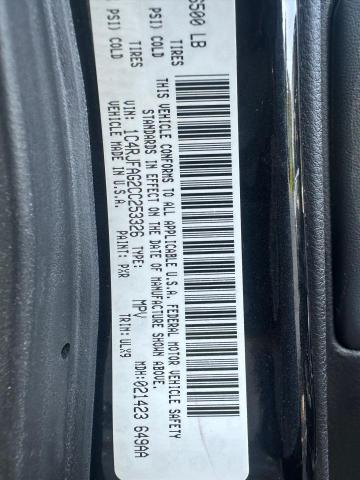 6500 LB
TIRES
PSI) COLD
TIRES
PSI) COLD
THIS VEHICLE CONFORMS TO ALL APPLICABLE U.S.A. FEDERAL MOTOR VEHICLE SAFETY
STANDARDS IN EFFECT ON THE DATE OF MANUFACTURE SHOWN ABOVE.
VIN: 1C4RJFAG2CC253326 TYPE: MPV MDH:021423 649AA
VEHICLE MADE IN U.S.A. PAINT: PXR TRIM: VLX9